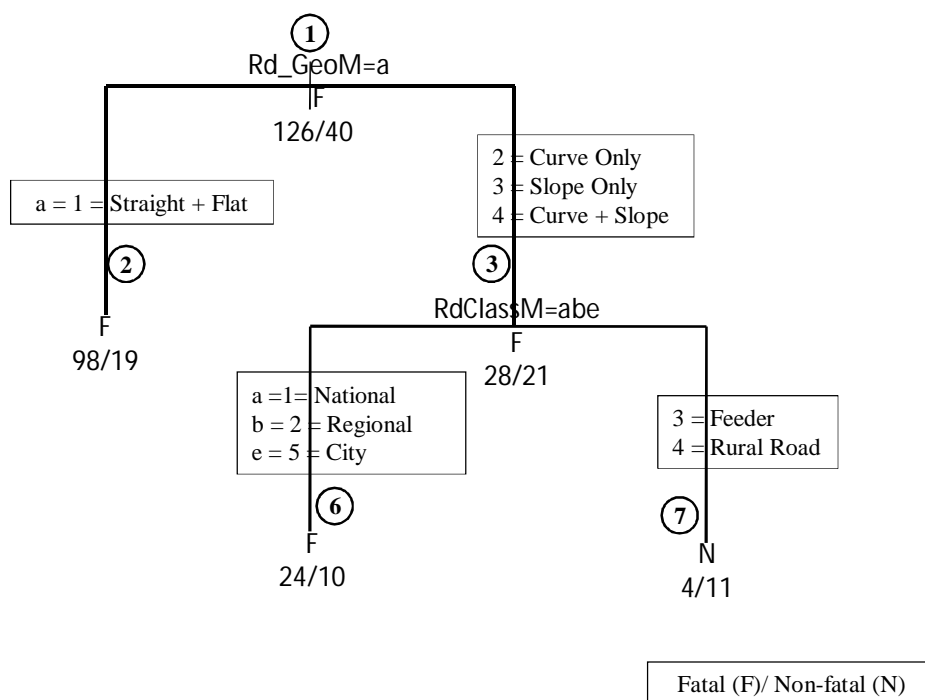 1
Rd_GeoM=a
F
126/40
2 = Curve Only
3 = Slope Only
4 = Curve + Slope
a = 1 = Straight + Flat
2
3
RdClassM=abe
F
98/19
F
28/21
a =1= National
b = 2 = Regional
e = 5 = City
3 = Feeder
4 = Rural Road
6
7
F
24/10
N
4/11
Fatal (F)/ Non-fatal (N)